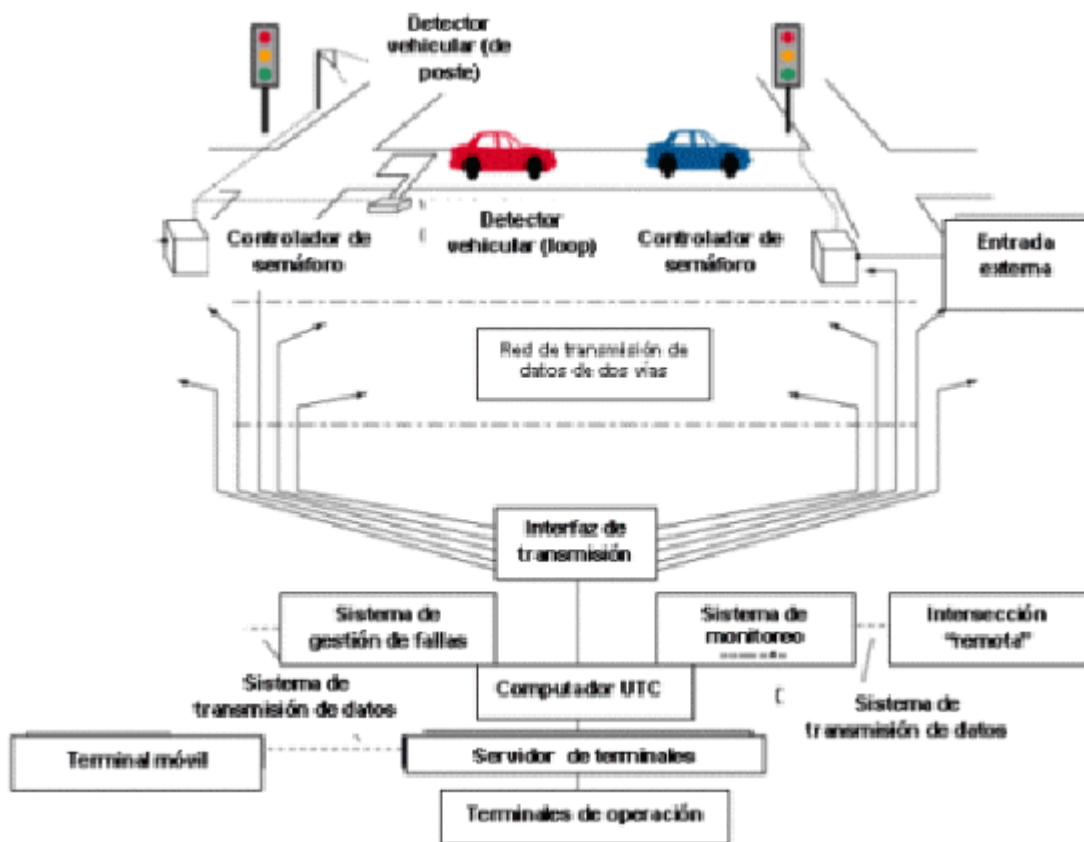 Detector
vehicular (de
poste)
Controlador de
semáforo
Detector
vehicular (loop)
Controlador de
semáforo
Entrada
externa
Red de transmisión de
datos de dos vías
Interfaz de
transmisión
Sistema de
gestión de fallas
Sistema de
monitoreo
Intersección
"remota"
Computador UTC
Sistema de
transmisión de datos
Sistema de
transmisión de datos
Terminal móvil
Servidor de terminales
Terminales de operación